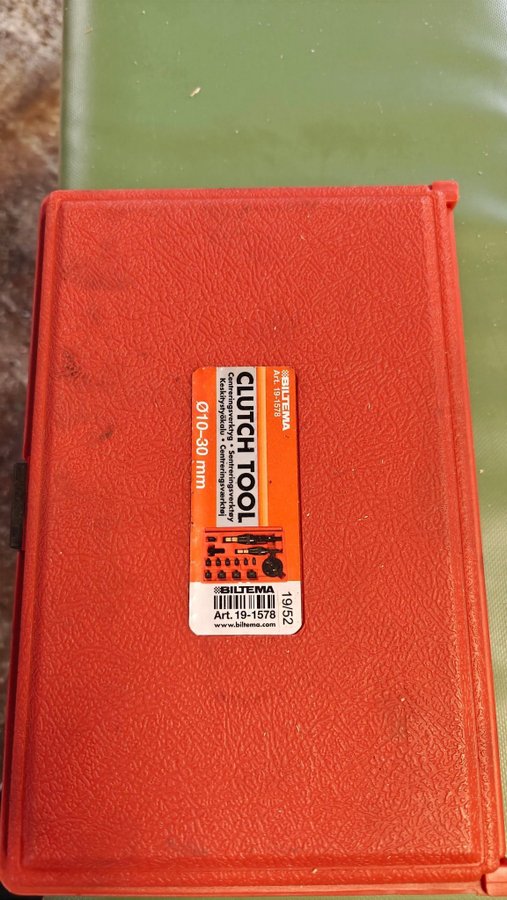 BILTEMA
Art. 19-1578
CLUTCH TOOL
Centreringsverktyg • Sentreringsverktøy
Keskitystyökalu • Centreringsværktøj
Ø10–30 mm
19/52
BILTEMA
Art. 19-1578
www.biltema.com